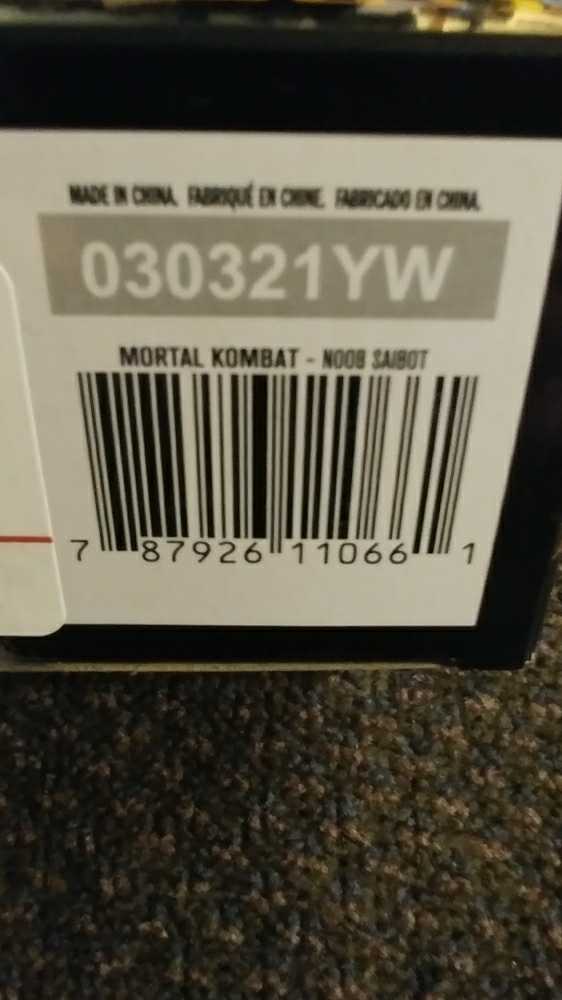 MADE IN CHINA. FABRIQUÉ EN CHINE. FABRICADO EN CHINA.
030321YW
MORTAL KOMBAT - NOOB SAIBOT
7 87926 11066 1